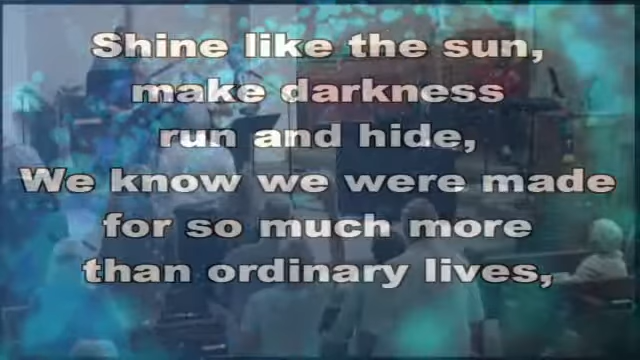 Shine like the sun,
make darkness
run and hide,
We know we were made
for so much more
than ordinary lives,